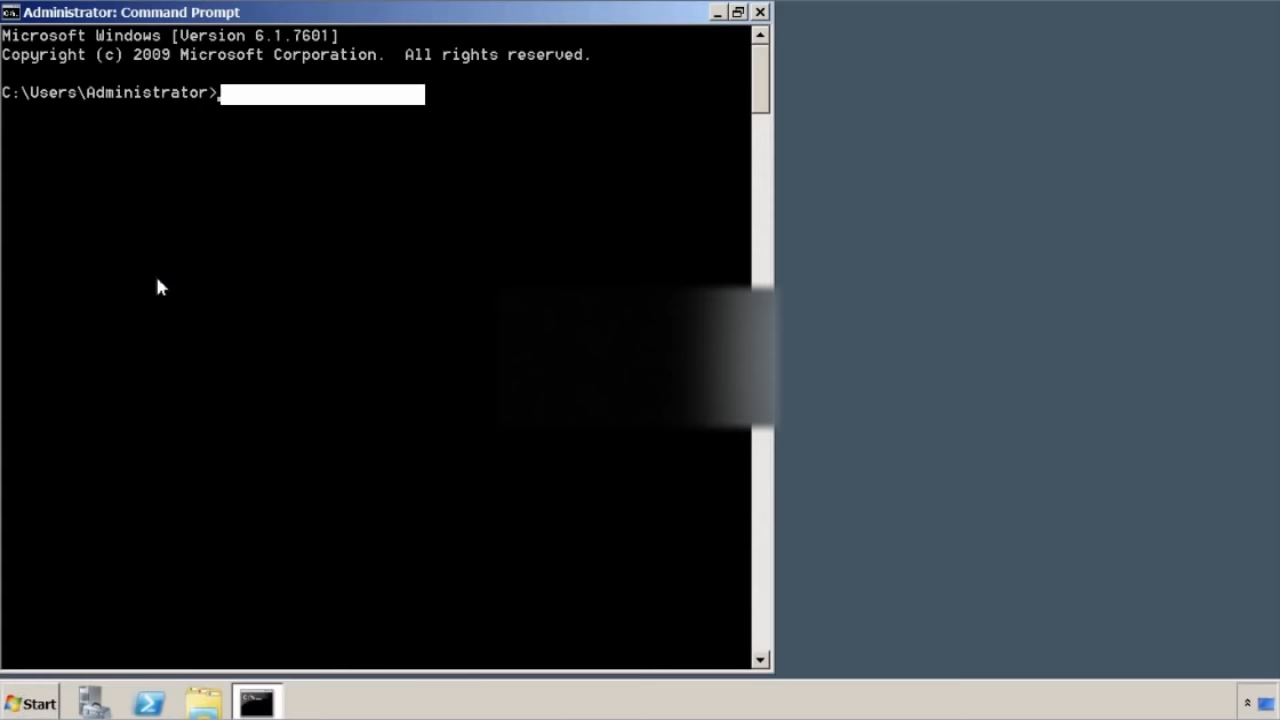 Administrator: Command Prompt
Microsoft Windows [Version 6.1.7601]
Copyright (c) 2009 Microsoft Corporation.  All rights reserved.
C:\Users\Administrator>
Start